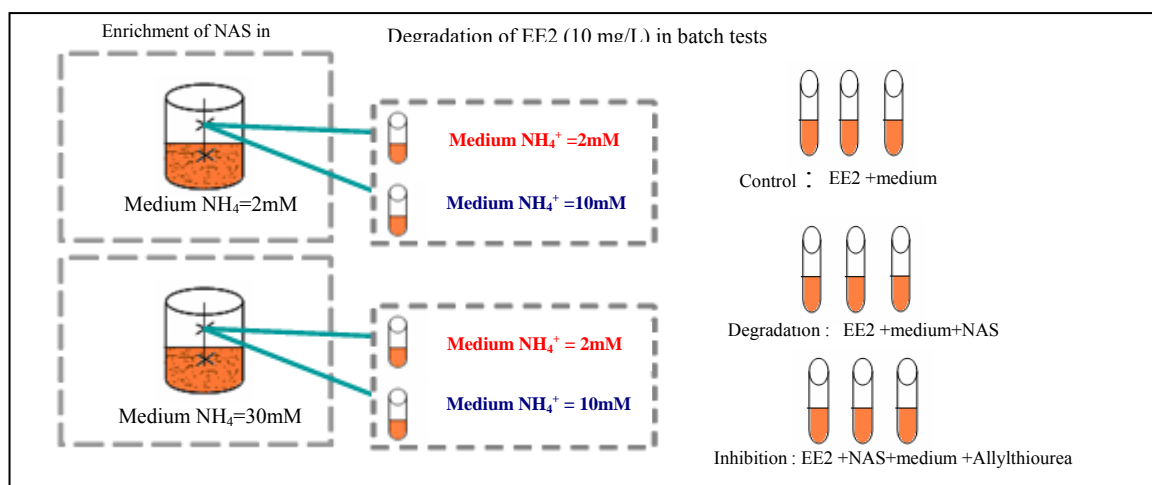 Enrichment of NAS in
Degradation of EE2 (10 mg/L) in batch tests
Medium NH₄⁺ =2mM
Medium NH₄⁺ =10mM
Medium NH₄=2mM
Medium NH₄⁺ = 2mM
Medium NH₄⁺ = 10mM
Medium NH₄=30mM
Control : EE2 +medium
Degradation : EE2 +medium+NAS
Inhibition : EE2 +NAS+medium +Allylthiourea